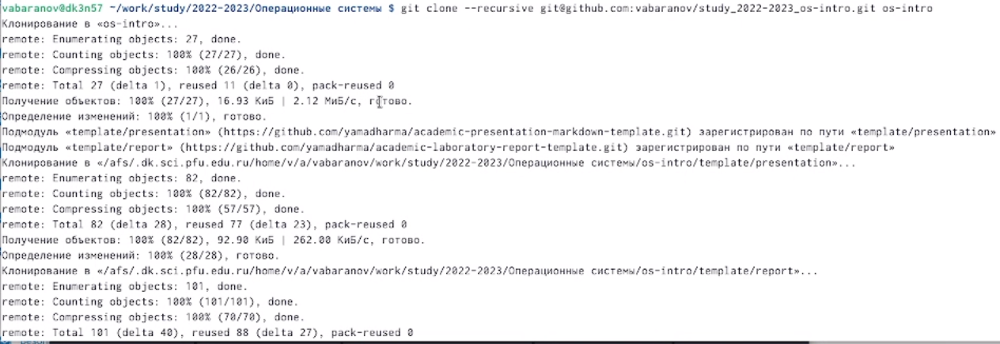 vabaranov@dk3n57 ~/work/study/2022-2023/Операционные системы $ git clone --recursive git@github.com:vabaranov/study_2022-2023_os-intro.git os-intro
Клонирование в «os-intro»...
remote: Enumerating objects: 27, done.
remote: Counting objects: 100% (27/27), done.
remote: Compressing objects: 100% (26/26), done.
remote: Total 27 (delta 1), reused 11 (delta 0), pack-reused 0
Получение объектов: 100% (27/27), 16.93 КиБ | 2.12 МиБ/с, готово.
Определение изменений: 100% (1/1), готово.
Подмодуль «template/presentation» (https://github.com/yamadharma/academic-presentation-markdown-template.git) зарегистрирован по пути «template/presentation»
Подмодуль «template/report» (https://github.com/yamadharma/academic-laboratory-report-template.git) зарегистрирован по пути «template/report»
Клонирование в «/afs/.dk.sci.pfu.edu.ru/home/v/a/vabaranov/work/study/2022-2023/Операционные системы/os-intro/template/presentation»...
remote: Enumerating objects: 82, done.
remote: Counting objects: 100% (82/82), done.
remote: Compressing objects: 100% (57/57), done.
remote: Total 82 (delta 28), reused 77 (delta 23), pack-reused 0
Получение объектов: 100% (82/82), 92.90 КиБ | 262.00 КиБ/с, готово.
Определение изменений: 100% (28/28), готово.
Клонирование в «/afs/.dk.sci.pfu.edu.ru/home/v/a/vabaranov/work/study/2022-2023/Операционные системы/os-intro/template/report»...
remote: Enumerating objects: 101, done.
remote: Counting objects: 100% (101/101), done.
remote: Compressing objects: 100% (70/70), done.
remote: Total 101 (delta 40), reused 88 (delta 27), pack-reused 0